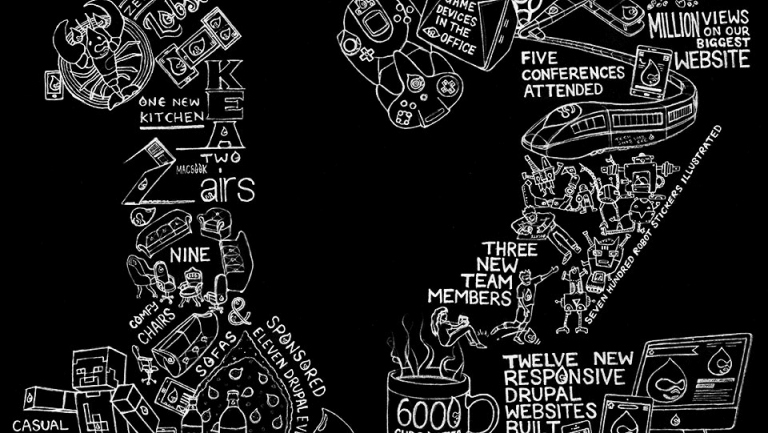 ONE NEW
KITCHEN
KEA
TWO
MACBOOK
airs
NINE
COMFY
CHAIRS
&
SOFAS
SPONSORED
ELEVEN DRUPAL
CASUAL
GAME
DEVICES
IN THE
OFFICE
MILLION VIEWS
ON OUR
BIGGEST
WEBSITE
FIVE
CONFERENCES
ATTENDED
SEVEN HUNDRED ROBOT STICKERS ILLUSTRATED
THREE
NEW
TEAM
MEMBERS
6000
TWELVE NEW
RESPONSIVE
DRUPAL
WEBSITES
BUILT